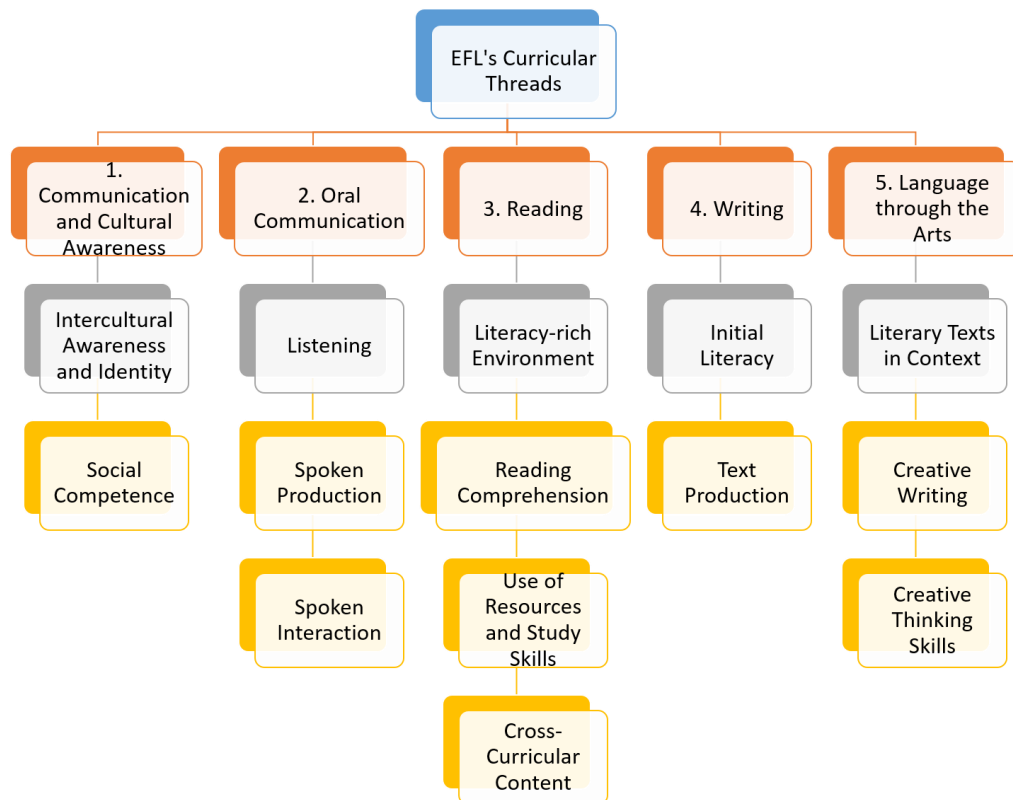 EFL's Curricular
Threads
1.
Communication
and Cultural
Awareness
2. Oral
Communication
3. Reading
4. Writing
5. Language
through the
Arts
Intercultural
Awareness
and Identity
Listening
Literacy-rich
Environment
Initial
Literacy
Literary Texts
in Context
Social
Competence
Spoken
Production
Reading
Comprehension
Text
Production
Creative
Writing
Spoken
Interaction
Use of
Resources
and Study
Skills
Creative
Thinking
Skills
Cross-
Curricular
Content